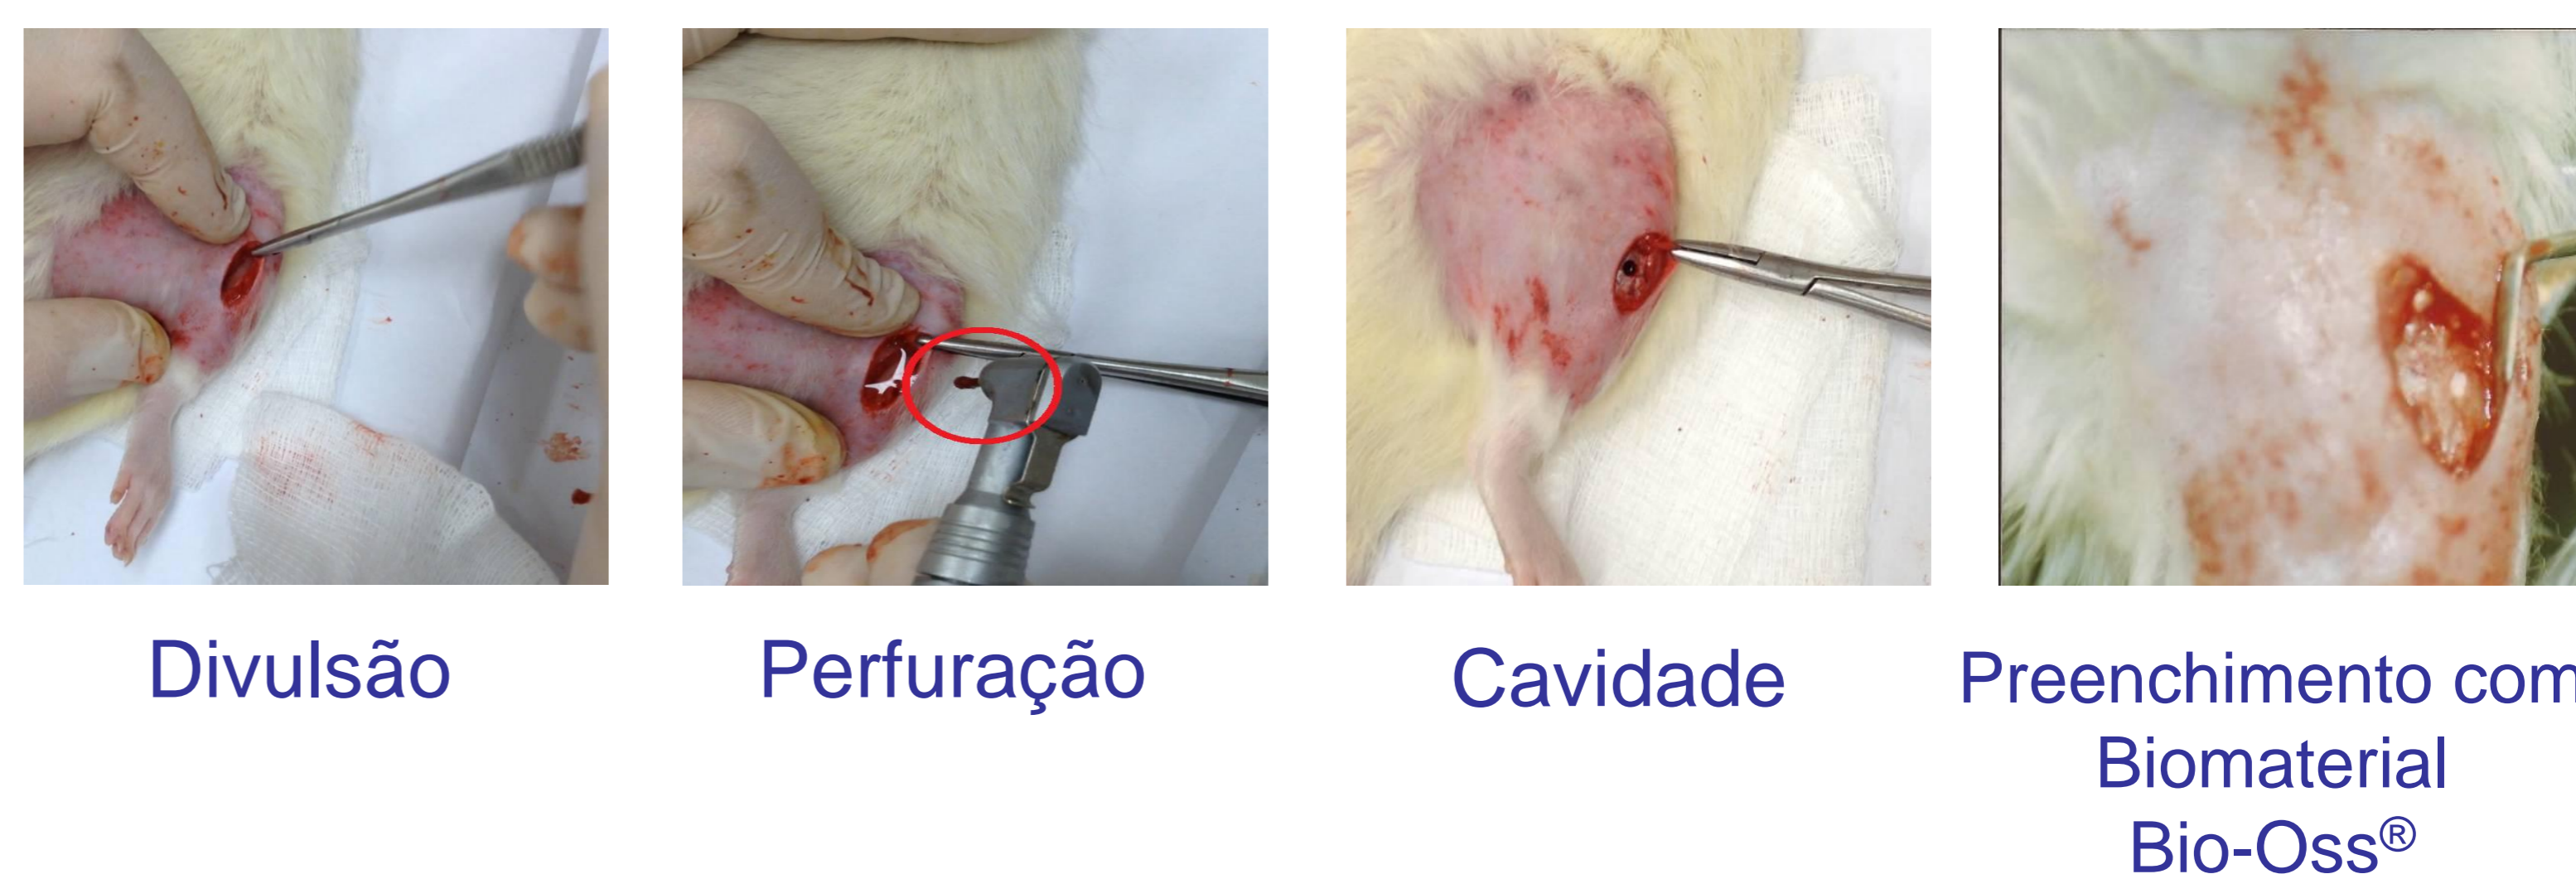 Divulsão
Perfuração
Cavidade
Preenchimento com
Biomaterial
Bio-Oss®